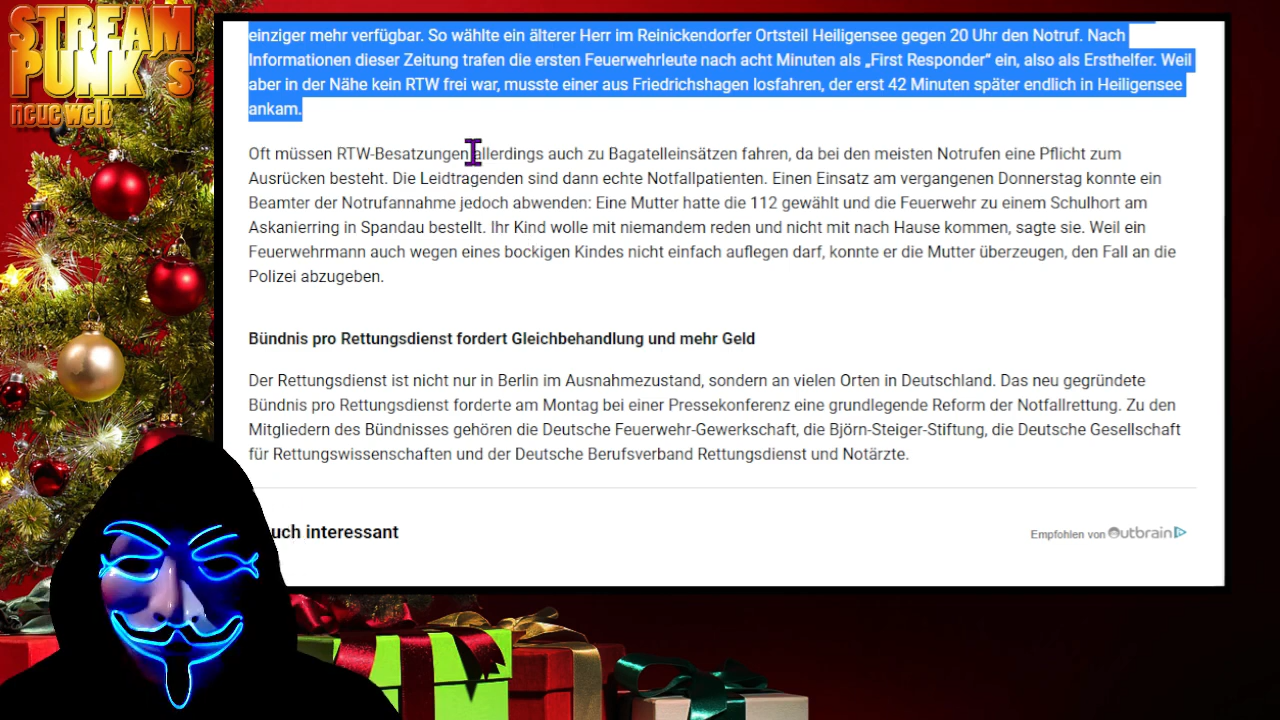 STREAM
PUNK´s
neue welt
einziger mehr verfügbar. So wählte ein älterer Herr im Reinickendorfer Ortsteil Heiligensee gegen 20 Uhr den Notruf. Nach
Informationen dieser Zeitung trafen die ersten Feuerwehrleute nach acht Minuten als „First Responder“ ein, also als Ersthelfer. Weil
aber in der Nähe kein RTW frei war, musste einer aus Friedrichshagen losfahren, der erst 42 Minuten später endlich in Heiligensee
ankam.
Oft müssen RTW-Besatzungen allerdings auch zu Bagatelleinsätzen fahren, da bei den meisten Notrufen eine Pflicht zum
Ausrücken besteht. Die Leidtragenden sind dann echte Notfallpatienten. Einen Einsatz am vergangenen Donnerstag konnte ein
Beamter der Notrufannahme jedoch abwenden: Eine Mutter hatte die 112 gewählt und die Feuerwehr zu einem Schulhort am
Askanierring in Spandau bestellt. Ihr Kind wolle mit niemandem reden und nicht mit nach Hause kommen, sagte sie. Weil ein
Feuerwehrmann auch wegen eines bockigen Kindes nicht einfach auflegen darf, konnte er die Mutter überzeugen, den Fall an die
Polizei abzugeben.
Bündnis pro Rettungsdienst fordert Gleichbehandlung und mehr Geld
Der Rettungsdienst ist nicht nur in Berlin im Ausnahmezustand, sondern an vielen Orten in Deutschland. Das neu gegründete
Bündnis pro Rettungsdienst forderte am Montag bei einer Pressekonferenz eine grundlegende Reform der Notfallrettung. Zu den
Mitgliedern des Bündnisses gehören die Deutsche Feuerwehr-Gewerkschaft, die Björn-Steiger-Stiftung, die Deutsche Gesellschaft
für Rettungswissenschaften und der Deutsche Berufsverband Rettungsdienst und Notärzte.
uch interessant
Empfohlen von Outbrain